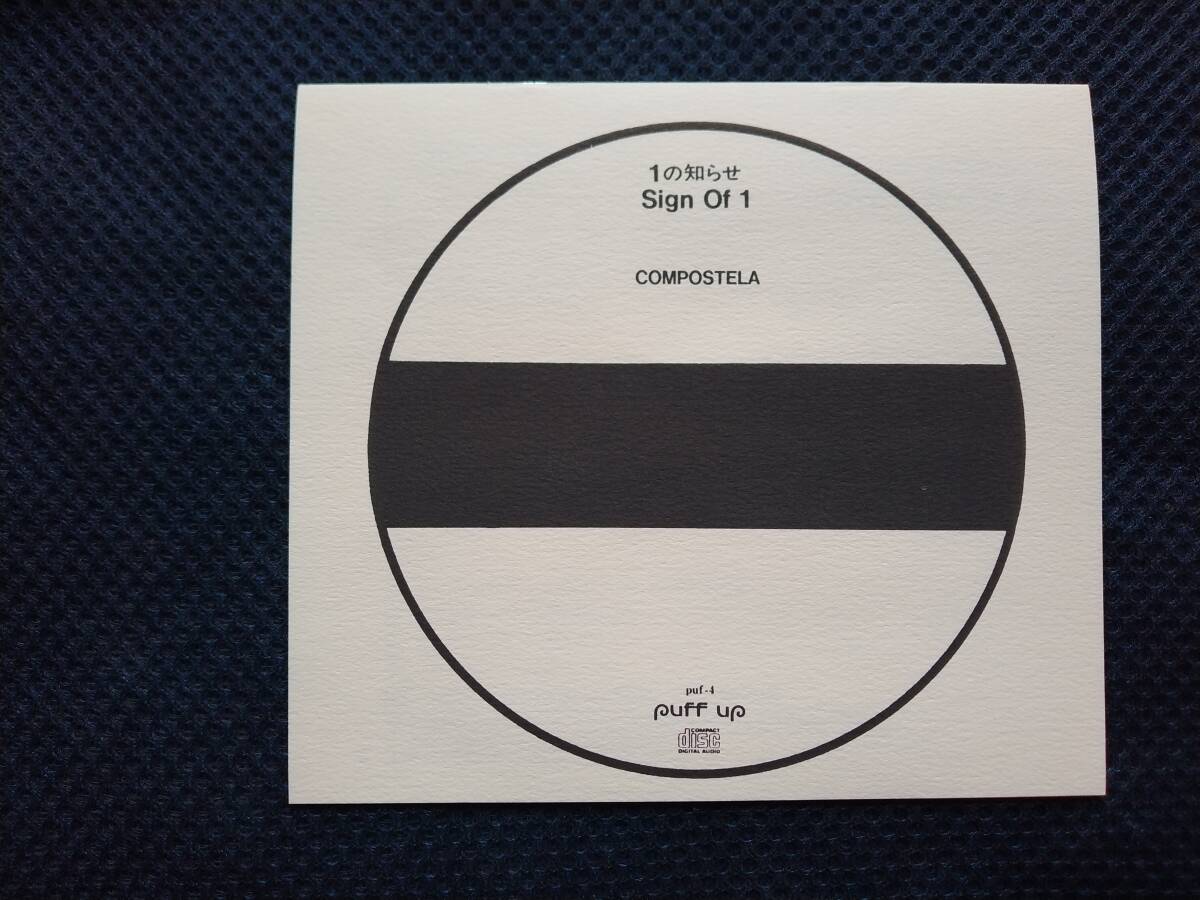 1の知らせ
Sign Of 1
COMPOSTELA
puf-4
puff up
COMPACT
disc
DIGITAL AUDIO